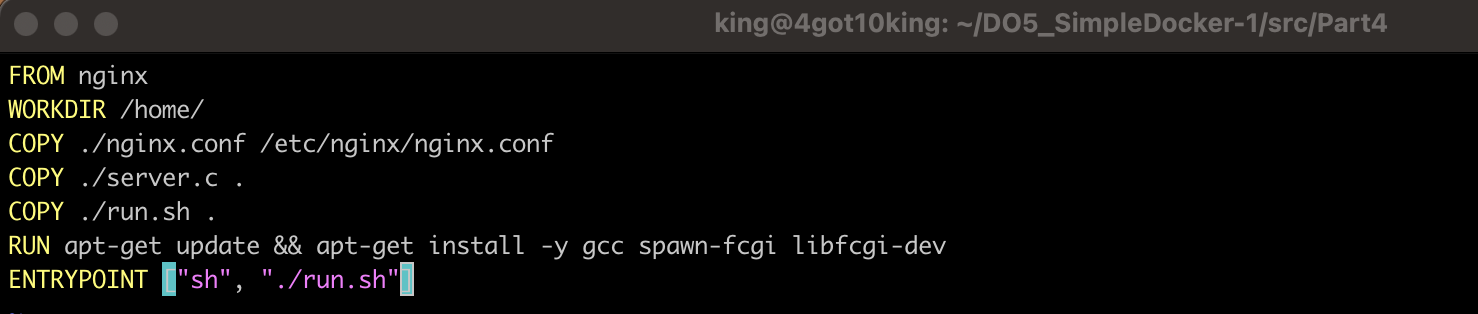 king@4got10king: ~/DO5_SimpleDocker-1/src/Part4
FROM nginx
WORKDIR /home/
COPY ./nginx.conf /etc/nginx/nginx.conf
COPY ./server.c .
COPY ./run.sh .
RUN apt-get update && apt-get install -y gcc spawn-fcgi libfcgi-dev
ENTRYPOINT ["sh", "./run.sh"]